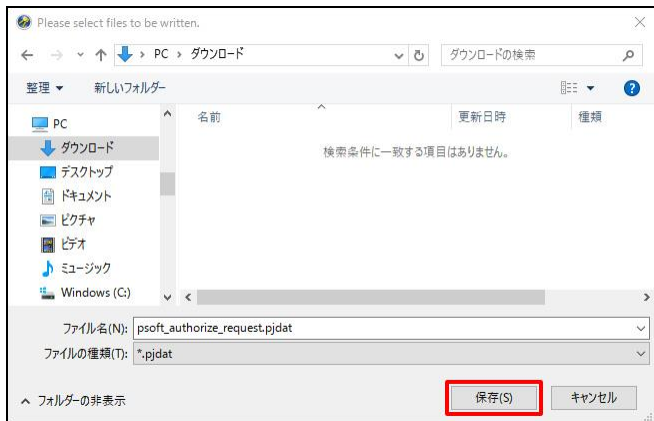 Please select files to be written.
PC › ダウンロード
ダウンロードの検索
整理
新しいフォルダー
名前 更新日時 種類
検索条件に一致する項目はありません。
PC
ダウンロード
デスクトップ
ドキュメント
ピクチャ
ビデオ
ミュージック
Windows (C:)
ファイル名(N): psoft_authorize_request.pjdat
ファイルの種類(T): *.pjdat
フォルダーの非表示
保存(S)
キャンセル